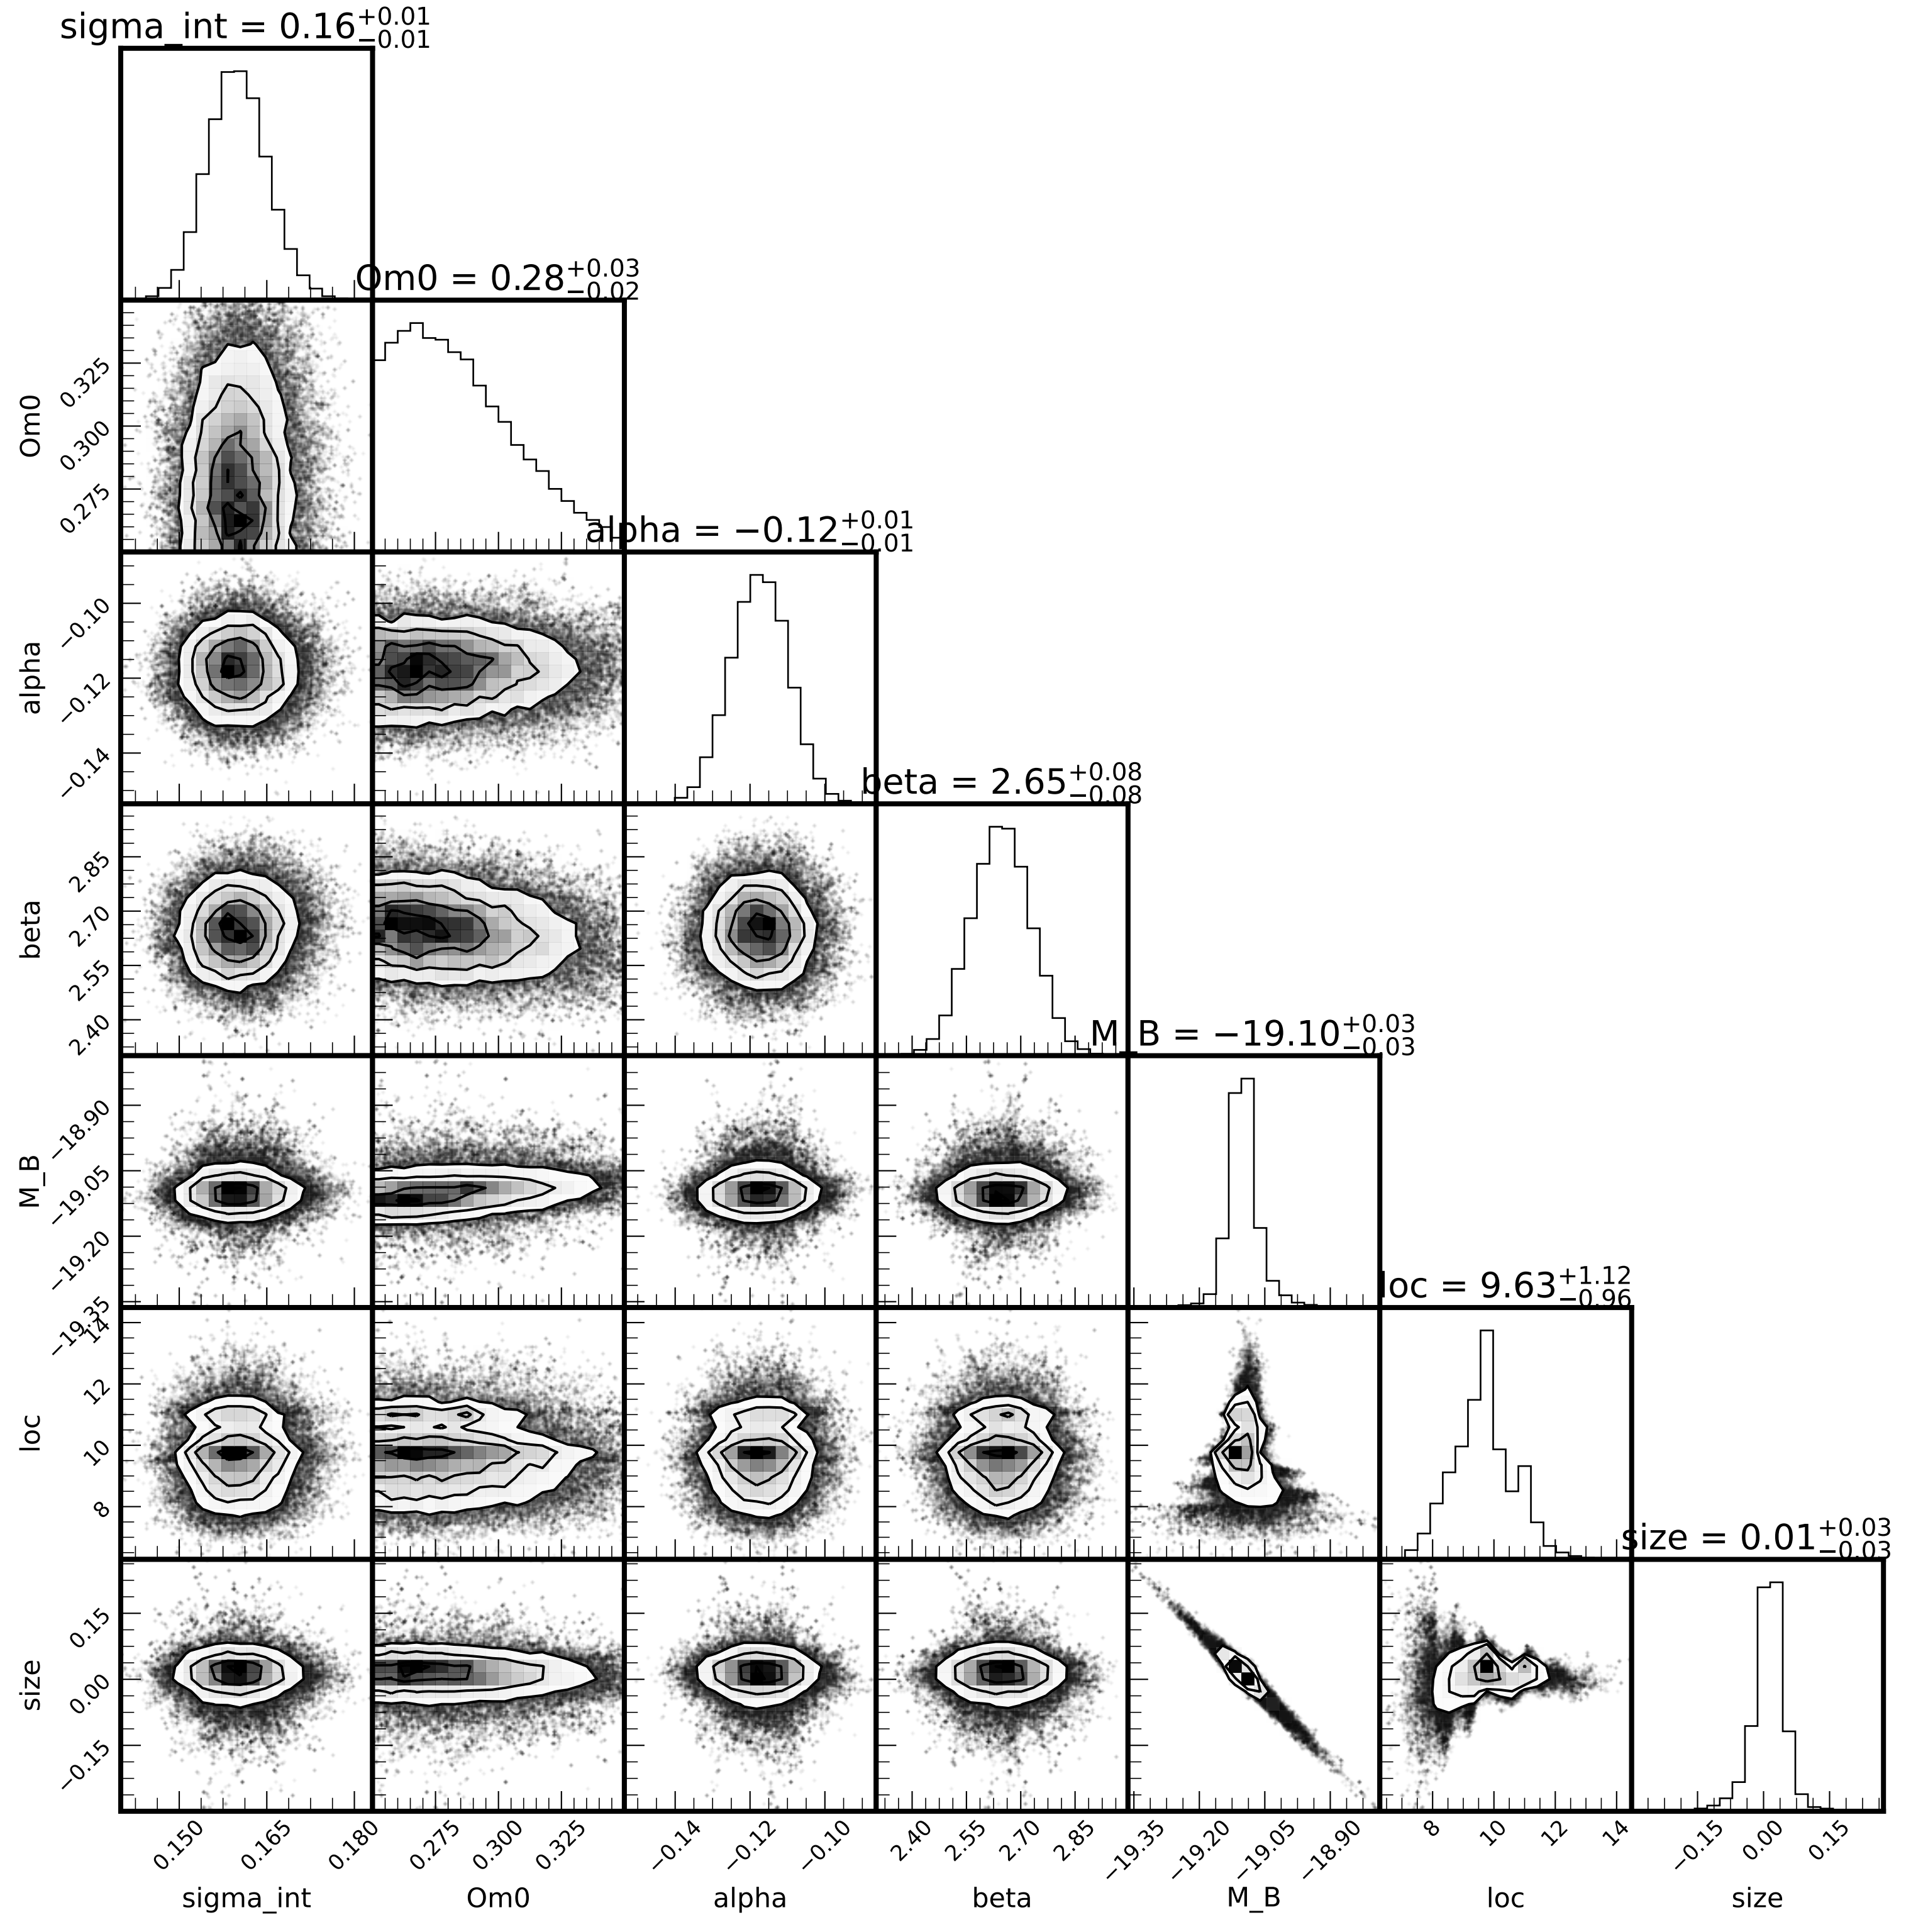 sigma_int = 0.16+0.01−0.01
Om0 = 0.28+0.03−0.02
0.325
0.300
0.275
Om0
alpha = −0.12+0.01−0.01
−0.10
−0.12
−0.14
alpha
beta = 2.65+0.08−0.08
2.85
2.70
2.55
2.40
beta
M_B = −19.10+0.03−0.03
−18.90
−19.05
−19.20
−19.35
M_B
loc = 9.63+1.12−0.96
14
12
10
8
loc
size = 0.01+0.03−0.03
0.15
0.00
−0.15
size
0.150 0.165 0.180 0.275 0.300 0.325 −0.14 −0.12 −0.10 2.40 2.55 2.70 2.85 −19.35 −19.20 −19.05 −18.90 8 10 12 14 −0.15 0.00 0.15
sigma_int Om0 alpha beta M_B loc size